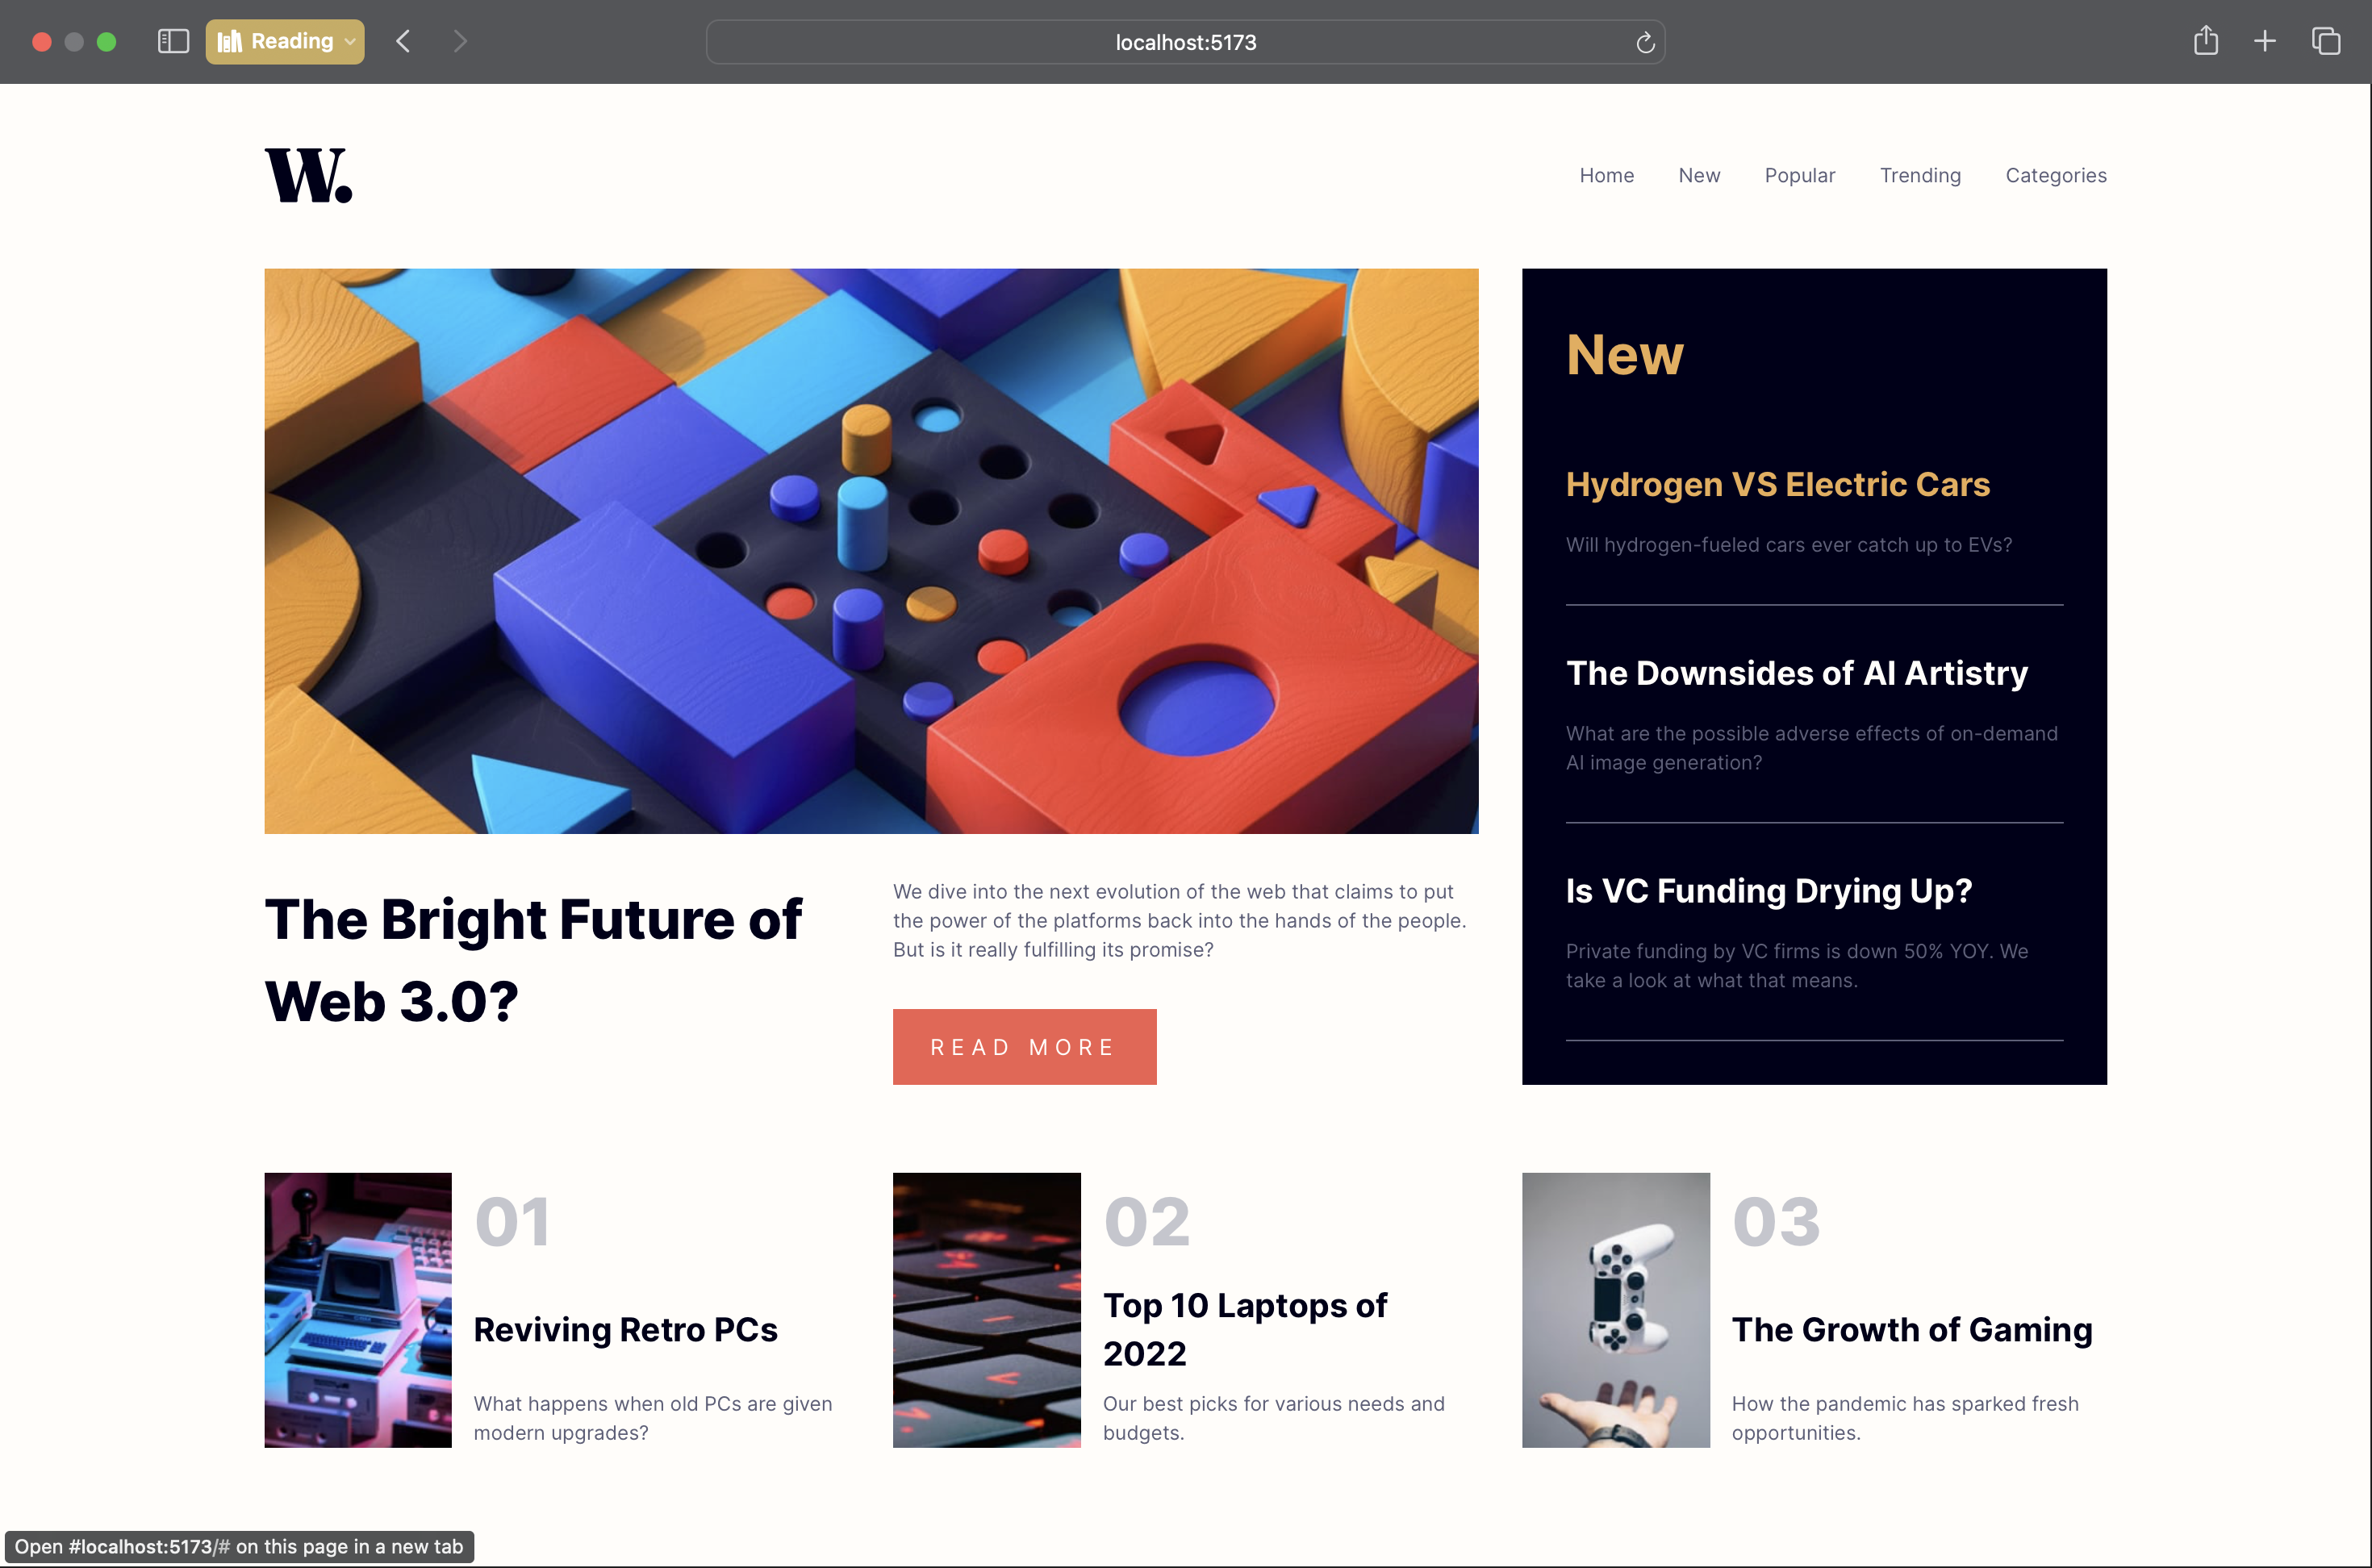 Reading
localhost:5173
W.
Home New Popular Trending Categories
New
Hydrogen VS Electric Cars
Will hydrogen-fueled cars ever catch up to EVs?
The Downsides of AI Artistry
What are the possible adverse effects of on-demand
AI image generation?
Is VC Funding Drying Up?
Private funding by VC firms is down 50% YOY. We
take a look at what that means.
The Bright Future of
Web 3.0?
We dive into the next evolution of the web that claims to put
the power of the platforms back into the hands of the people.
But is it really fulfilling its promise?
READ MORE
01
Reviving Retro PCs
What happens when old PCs are given
modern upgrades?
02
Top 10 Laptops of
2022
Our best picks for various needs and
budgets.
03
The Growth of Gaming
How the pandemic has sparked fresh
opportunities.
Open #localhost:5173/# on this page in a new tab